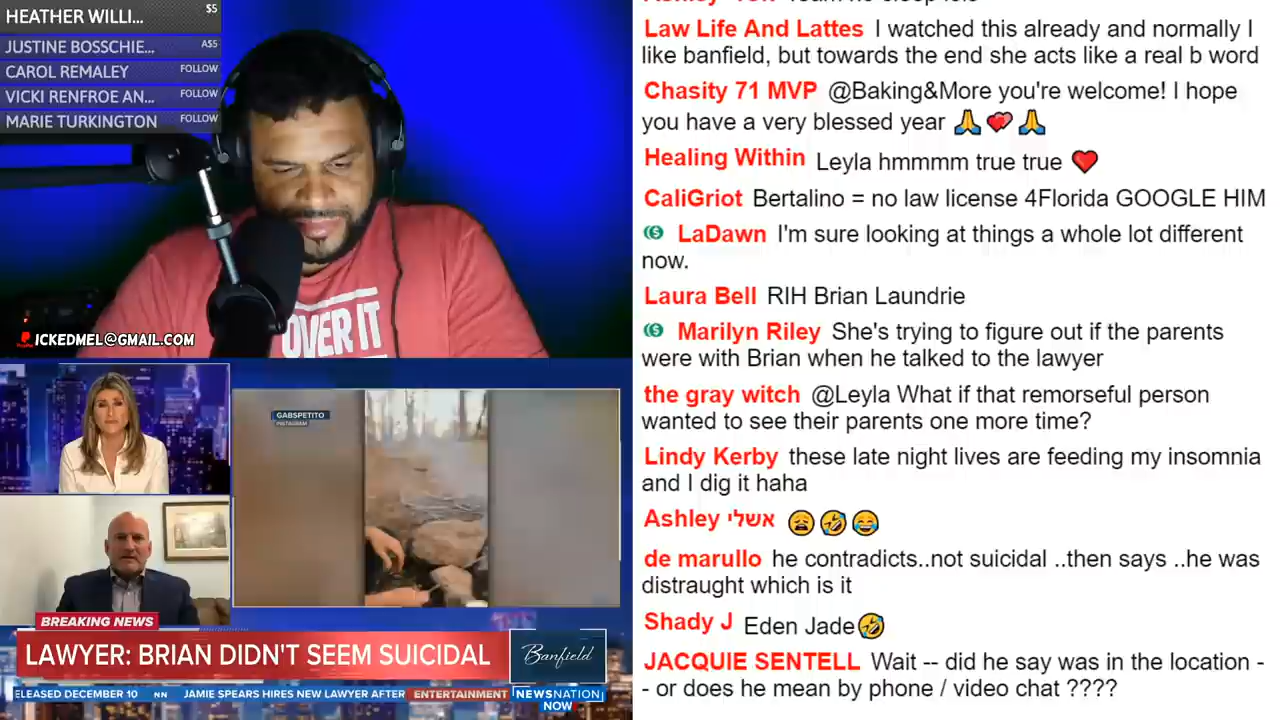 HEATHER WILLI... $5
JUSTINE BOSSCHIE... A$5
CAROL REMALEY FOLLOW
VICKI RENFROE AN... FOLLOW
MARIE TURKINGTON FOLLOW
OVER IT
ICKEDMEL@GMAIL.COM
GABSPETITO
INSTAGRAM
BREAKING NEWS
LAWYER: BRIAN DIDN'T SEEM SUICIDAL
Banfield
ELEASED DECEMBER 10 NN JAMIE SPEARS HIRES NEW LAWYER AFTER ENTERTAINMENT NEWSNATION
NOW
Law Life And Lattes I watched this already and normally I
like banfield, but towards the end she acts like a real b word
Chasity 71 MVP @Baking&More you're welcome! I hope
you have a very blessed year 🙏💕🙏
Healing Within Leyla hmmmm true true ❤️
CaliGriot Bertalino = no law license 4Florida GOOGLE HIM
LaDawn I'm sure looking at things a whole lot different
now.
Laura Bell RIH Brian Laundrie
Marilyn Riley She's trying to figure out if the parents
were with Brian when he talked to the lawyer
the gray witch @Leyla What if that remorseful person
wanted to see their parents one more time?
Lindy Kerby these late night lives are feeding my insomnia
and I dig it haha
Ashley אשלי 😩🤣😂
de marullo he contradicts..not suicidal ..then says ..he was
distraught which is it
Shady J Eden Jade🤣
JACQUIE SENTELL Wait -- did he say was in the location -
- or does he mean by phone / video chat ????